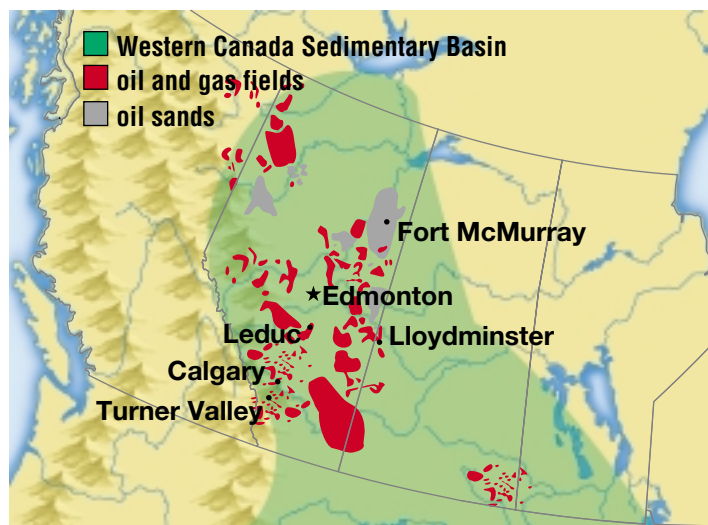 Western Canada Sedimentary Basin
oil and gas fields
oil sands
Fort McMurray
Edmonton
Leduc
Lloydminster
Calgary
Turner Valley